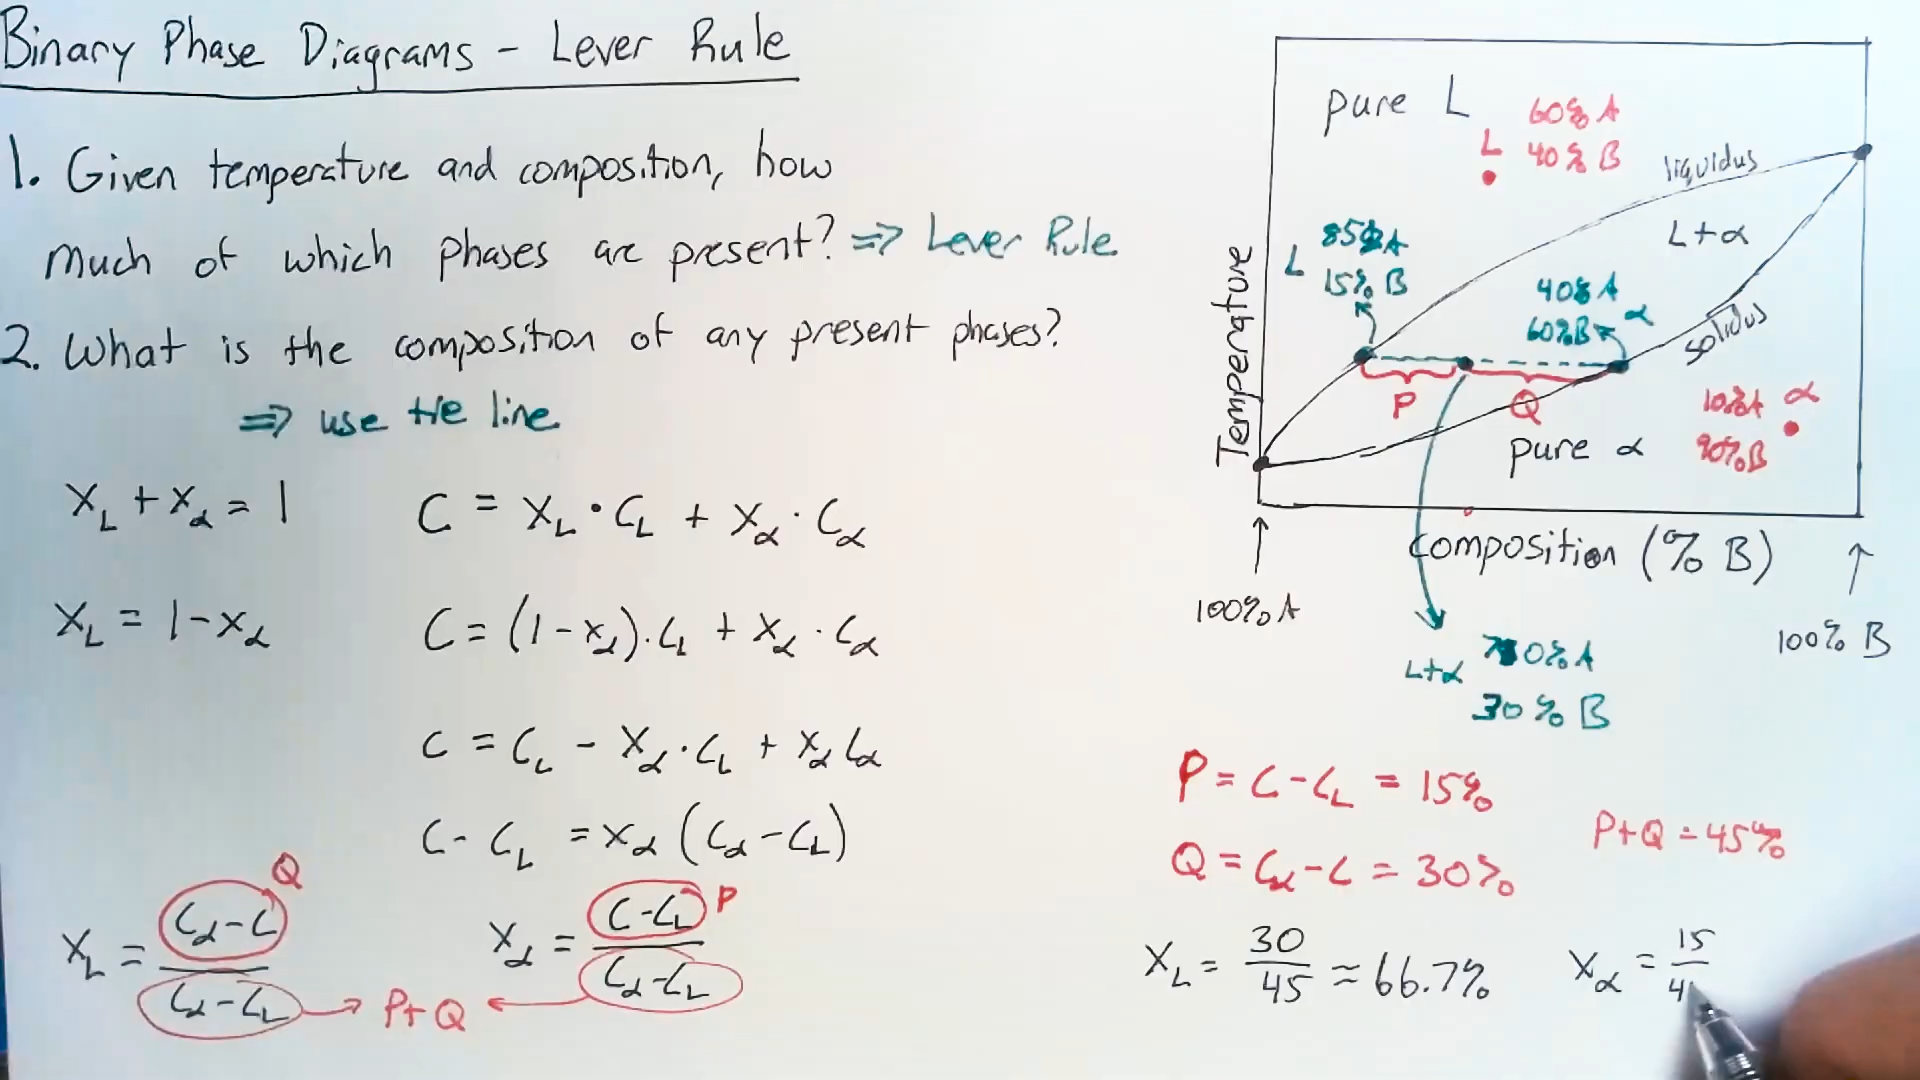 Binary Phase Diagrams - Lever Rule
1. Given temperature and composition, how
much of which phases are present? => Lever Rule
2. What is the composition of any present phases?
=> use tie line
X_L + X_α = 1
C = X_L · C_L + X_α · C_α
X_L = 1 - X_α
C = (1 - X_α) · C_L + X_α · C_α
C = C_L - X_α · C_L + X_α C_α
C - C_L = X_α (C_α - C_L)
X_L = (C_α - C) / (C_α - C_L)
Q
X_α = (C - C_L) / (C_α - C_L)
P
→ P+Q ←
pure L
L
60% A
40% B
liquidus
L+α
L
85% A
15% B
40% A
60% B
α
solidus
P
Q
pure α
10% A
90% B
α
Temperature
Composition (% B)
100% A
100% B
L+α
70% A
30% B
P = C - C_L = 15%
Q = C_α - C = 30%
P+Q = 45%
X_L = 30/45 ≈ 66.7%
X_α = 15/4